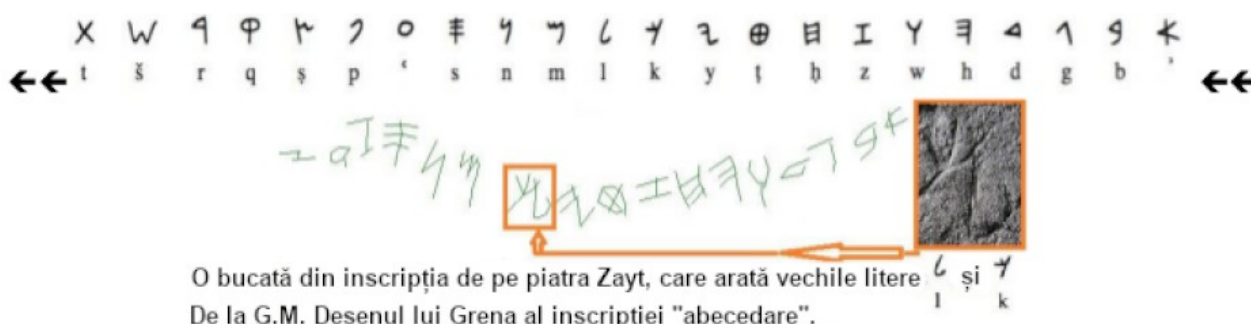 𐤀 𐤁 𐤂 𐤃 𐤄 𐤅 𐤆 𐤇 𐤈 𐤉 𐤊 𐤋 𐤌 𐤍 𐤎 𐤏 𐤐 𐤑 𐤒 𐤓 𐤔 𐤕
t š r q ṣ p ʿ s n m l k y ṭ ḥ z w h d g b ʾ
𐤀 𐤁 𐤂 𐤃 𐤅 𐤄 𐤇 𐤆 𐤈 𐤉 𐤋 𐤊 𐤌 𐤍 𐤎
O bucată din inscripția de pe piatra Zayt, care arată vechile litere 𐤋 și 𐤊
l k
De la G.M. Desenul lui Grena al inscripției "abecedare".